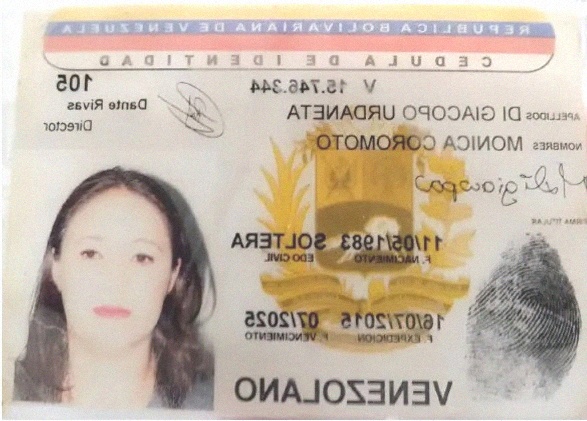 REPUBLICA BOLIVARIANA DE VENEZUELA
CEDULA DE IDENTIDAD
V 15.746.344
105
APELLIDOS DI GIACOPO URDANETA
Dante Rivas
Director
NOMBRES MONICA COROMOTO
FIRMA TITULAR
11/05/1983 SOLTERA
F. NACIMIENTO EDO CIVIL
16/07/2015 07/2025
F. EXPEDICION F. VENCIMIENTO
VENEZOLANO